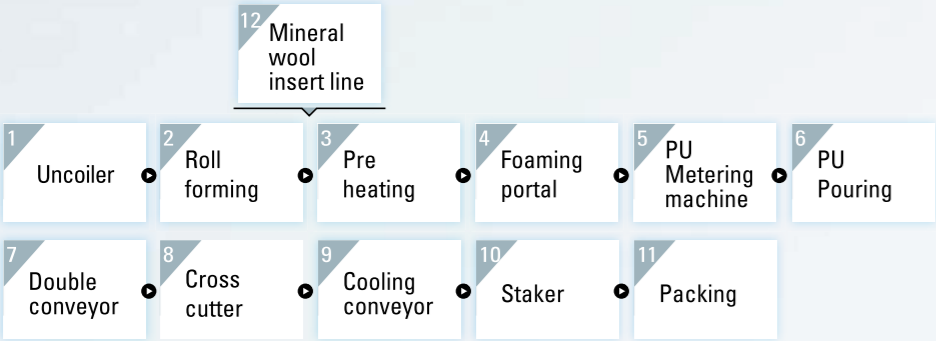 12
Mineral
wool
insert line
1
Uncoiler
2
Roll
forming
3
Pre
heating
4
Foaming
portal
5
PU
Metering
machine
6
PU
Pouring
7
Double
conveyor
8
Cross
cutter
9
Cooling
conveyor
10
Staker
11
Packing